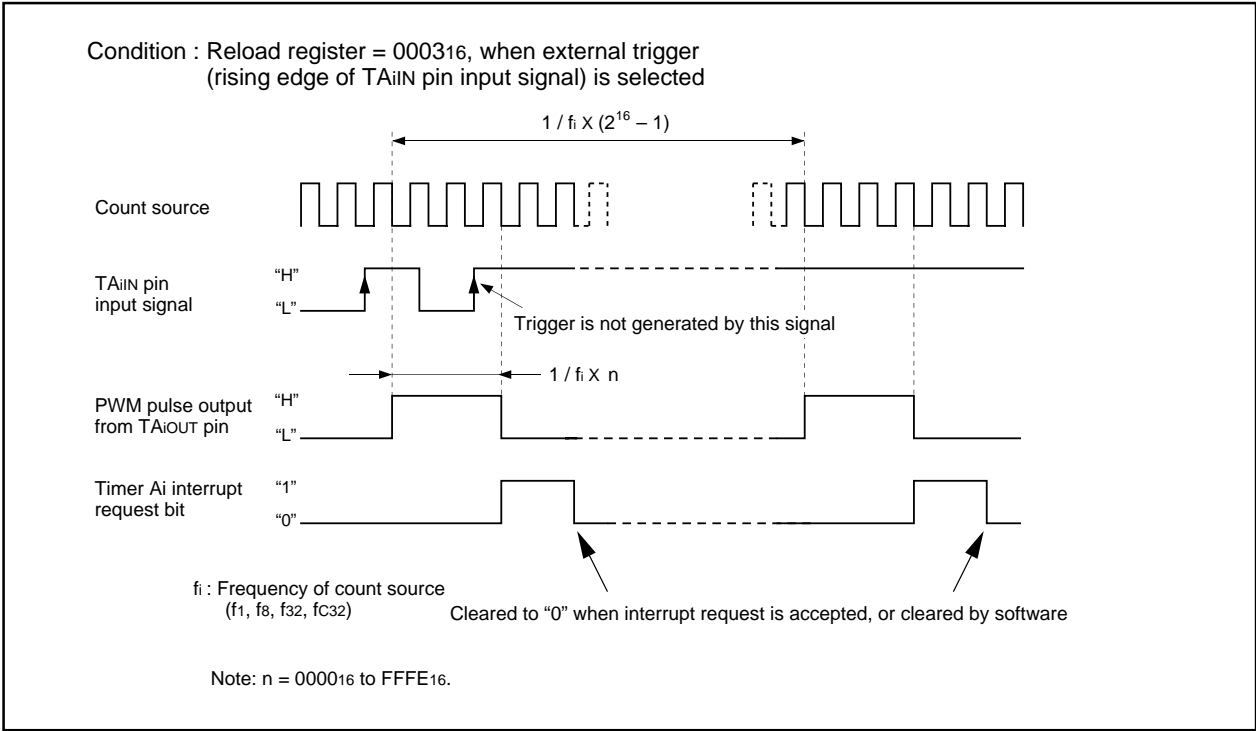 Condition : Reload register = 000316, when external trigger
(rising edge of TAiIN pin input signal) is selected
1 / fi X (2^16 – 1)
Count source
TAiIN pin
input signal
“H”
“L”
Trigger is not generated by this signal
1 / fi X n
PWM pulse output
from TAiOUT pin
“H”
“L”
Timer Ai interrupt
request bit
“1”
“0”
fi : Frequency of count source
(f1, f8, f32, fC32)
Cleared to “0” when interrupt request is accepted, or cleared by software
Note: n = 000016 to FFFE16.